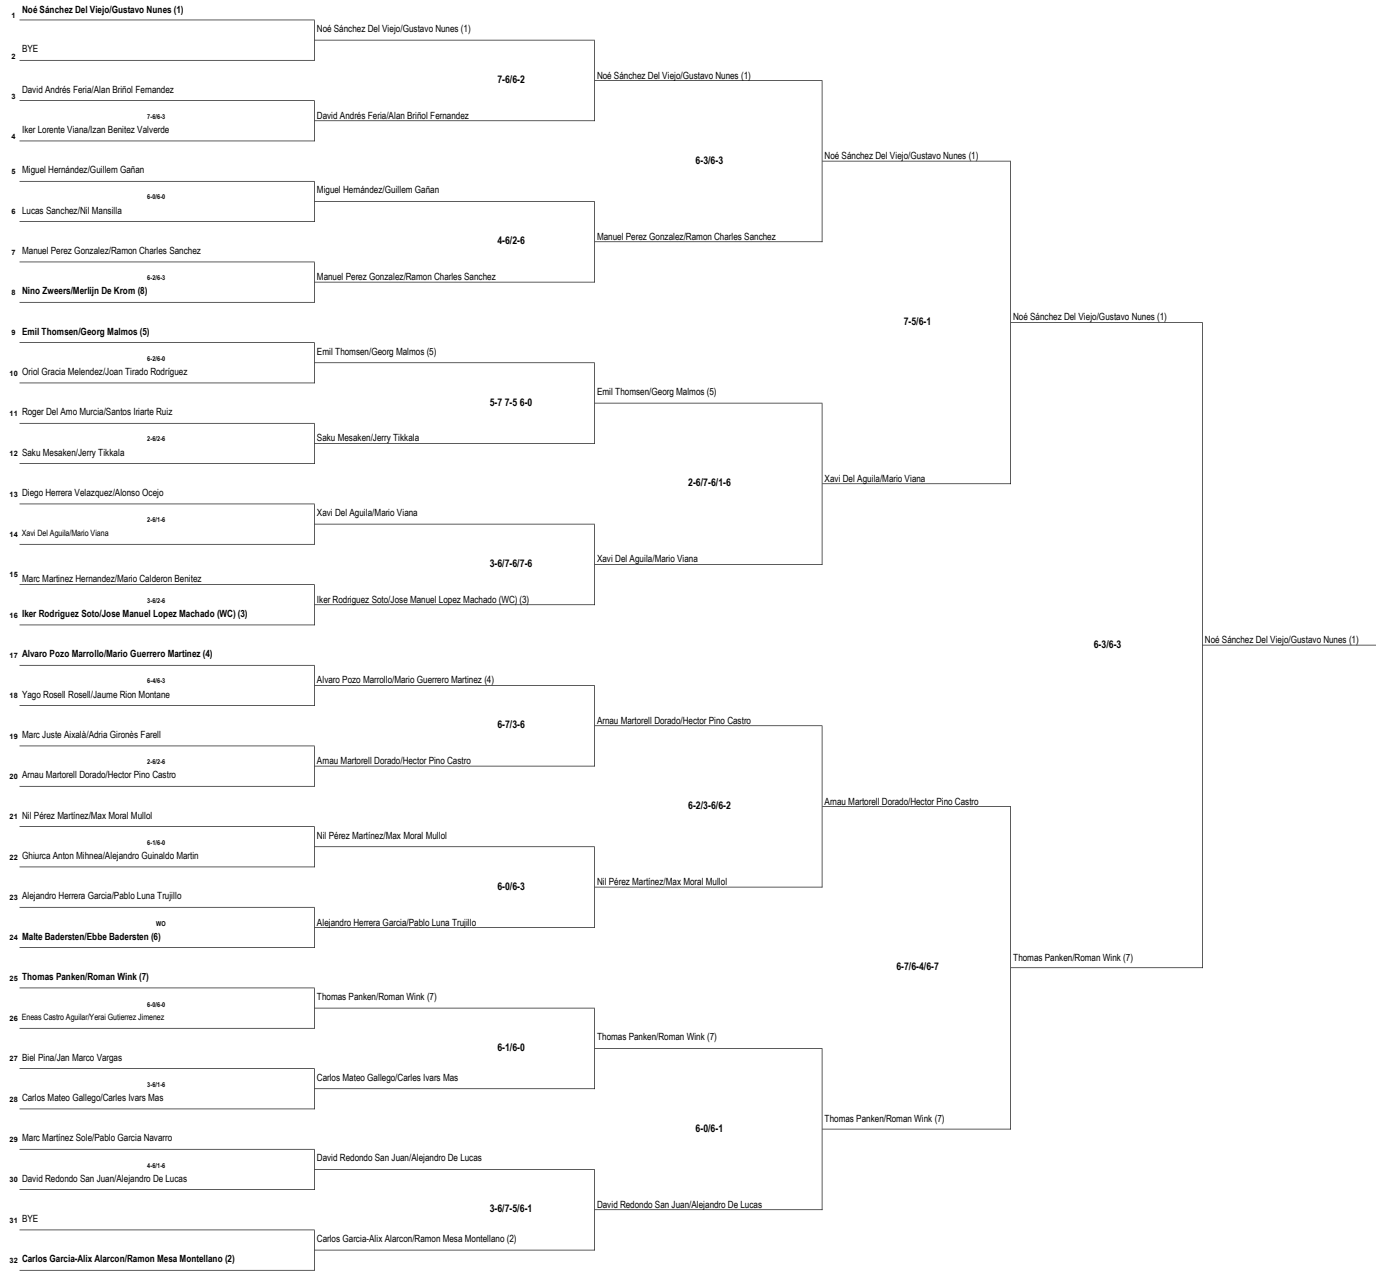 1 Noé Sánchez Del Viejo/Gustavo Nunes (1)
Noé Sánchez Del Viejo/Gustavo Nunes (1)
2 BYE
7-6/6-2
Noé Sánchez Del Viejo/Gustavo Nunes (1)
3 David Andrés Feria/Alan Briñol Fernandez
7-6/6-3
David Andrés Feria/Alan Briñol Fernandez
4 Iker Lorente Viana/Izan Benitez Valverde
6-3/6-3
Noé Sánchez Del Viejo/Gustavo Nunes (1)
5 Miguel Hernández/Guillem Gañan
6-0/6-0
Miguel Hernández/Guillem Gañan
6 Lucas Sanchez/Nil Mansilla
4-6/2-6
Manuel Perez Gonzalez/Ramon Charles Sanchez
7 Manuel Perez Gonzalez/Ramon Charles Sanchez
6-2/6-3
Manuel Perez Gonzalez/Ramon Charles Sanchez
8 Nino Zweers/Merlijn De Krom (8)
7-5/6-1
Noé Sánchez Del Viejo/Gustavo Nunes (1)
9 Emil Thomsen/Georg Malmos (5)
6-2/6-0
Emil Thomsen/Georg Malmos (5)
10 Oriol Gracia Melendez/Joan Tirado Rodríguez
5-7 7-5 6-0
Emil Thomsen/Georg Malmos (5)
11 Roger Del Amo Murcia/Santos Iriarte Ruiz
2-6/2-6
Saku Mesaken/Jerry Tikkala
12 Saku Mesaken/Jerry Tikkala
2-6/7-6/1-6
Xavi Del Aguila/Mario Viana
13 Diego Herrera Velazquez/Alonso Ocejo
2-6/1-6
Xavi Del Aguila/Mario Viana
14 Xavi Del Aguila/Mario Viana
3-6/7-6/7-6
Xavi Del Aguila/Mario Viana
15 Marc Martinez Hernandez/Mario Calderon Benitez
3-6/2-6
Iker Rodriguez Soto/Jose Manuel Lopez Machado (WC) (3)
16 Iker Rodriguez Soto/Jose Manuel Lopez Machado (WC) (3)
6-3/6-3
Noé Sánchez Del Viejo/Gustavo Nunes (1)
17 Alvaro Pozo Marrollo/Mario Guerrero Martinez (4)
6-4/6-3
Alvaro Pozo Marrollo/Mario Guerrero Martinez (4)
18 Yago Rosell Rosell/Jaume Rion Montane
6-7/3-6
Arnau Martorell Dorado/Hector Pino Castro
19 Marc Juste Aixalà/Adria Gironès Farell
2-6/2-6
Arnau Martorell Dorado/Hector Pino Castro
20 Arnau Martorell Dorado/Hector Pino Castro
6-2/3-6/6-2
Arnau Martorell Dorado/Hector Pino Castro
21 Nil Pérez Martínez/Max Moral Mullol
6-1/6-0
Nil Pérez Martínez/Max Moral Mullol
22 Ghiurca Anton Mihnea/Alejandro Guinaldo Martin
6-0/6-3
Nil Pérez Martínez/Max Moral Mullol
23 Alejandro Herrera Garcia/Pablo Luna Trujillo
WO
Alejandro Herrera Garcia/Pablo Luna Trujillo
24 Malte Badersten/Ebbe Badersten (6)
6-7/6-4/6-7
Thomas Panken/Roman Wink (7)
25 Thomas Panken/Roman Wink (7)
6-0/6-0
Thomas Panken/Roman Wink (7)
26 Eneas Castro Aguilar/Yerai Gutierrez Jimenez
6-1/6-0
Thomas Panken/Roman Wink (7)
27 Biel Pina/Jan Marco Vargas
3-6/1-6
Carlos Mateo Gallego/Carles Ivars Mas
28 Carlos Mateo Gallego/Carles Ivars Mas
6-0/6-1
Thomas Panken/Roman Wink (7)
29 Marc Martínez Sole/Pablo Garcia Navarro
4-6/1-6
David Redondo San Juan/Alejandro De Lucas
30 David Redondo San Juan/Alejandro De Lucas
3-6/7-5/6-1
David Redondo San Juan/Alejandro De Lucas
31 BYE
Carlos Garcia-Alix Alarcon/Ramon Mesa Montellano (2)
32 Carlos Garcia-Alix Alarcon/Ramon Mesa Montellano (2)